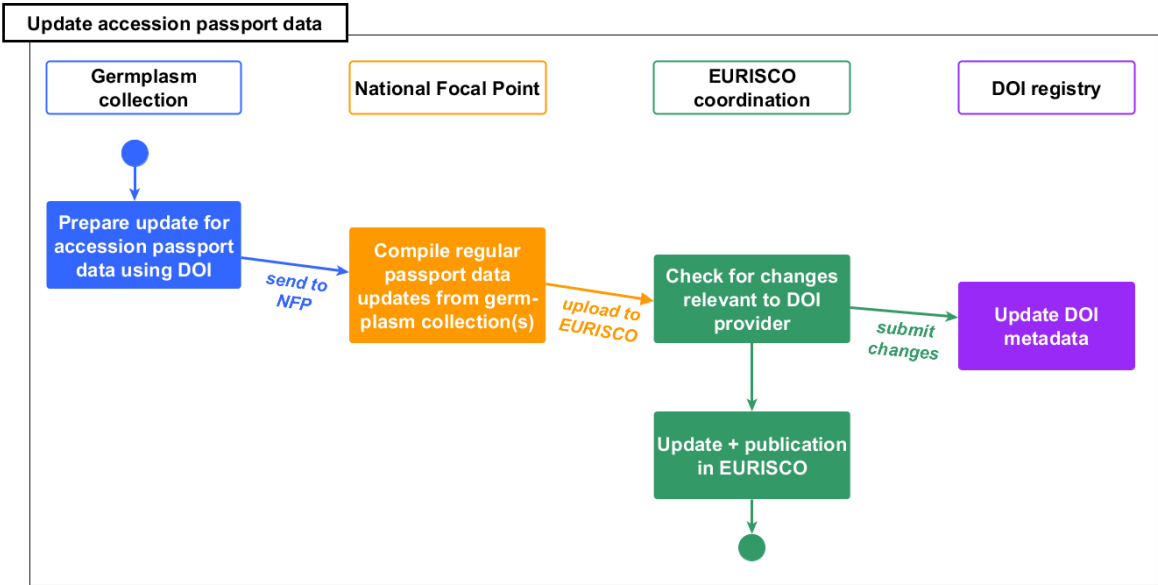 Update accession passport data
Germplasm
collection
National Focal Point
EURISCO
coordination
DOI registry
Prepare update for
accession passport
data using DOI
send to
NFP
Compile regular
passport data
updates from germ-
plasm collection(s)
upload to
EURISCO
Check for changes
relevant to DOI
provider
submit
changes
Update DOI
metadata
Update + publication
in EURISCO